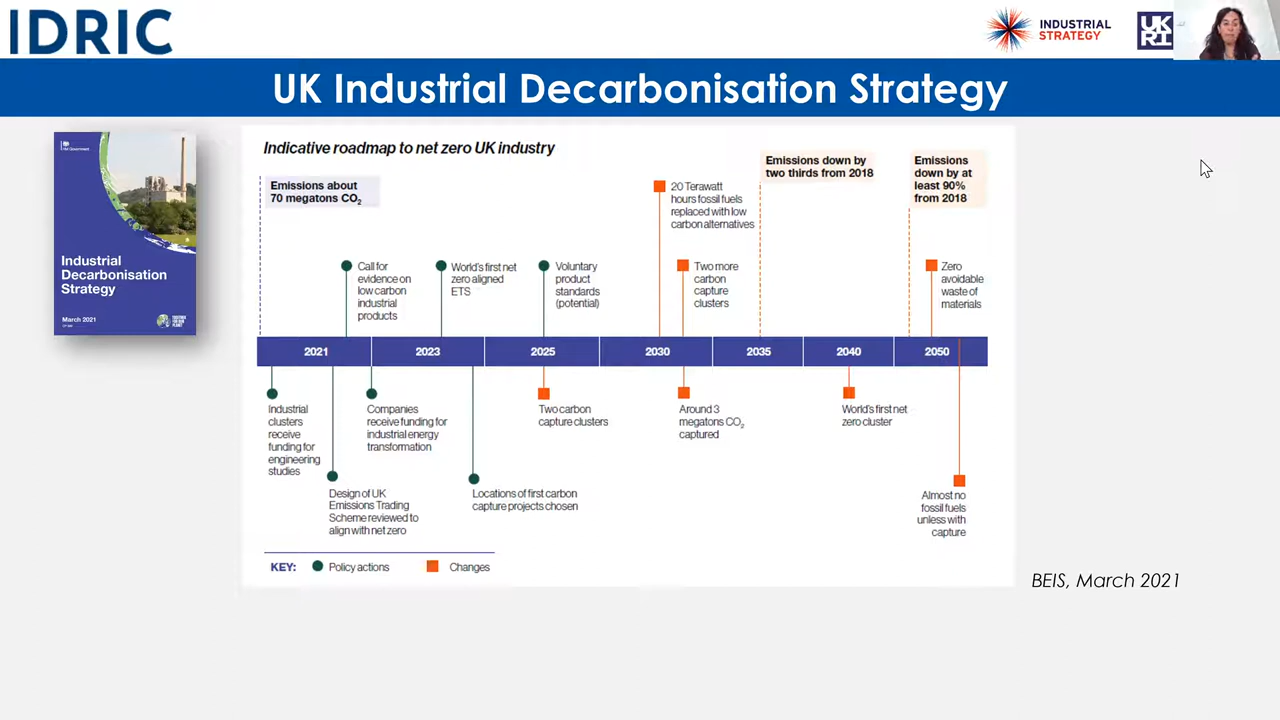 IDRIC
INDUSTRIAL
STRATEGY
UK
RI
UK Industrial Decarbonisation Strategy
HM Government
Industrial
Decarbonisation
Strategy
March 2021
Indicative roadmap to net zero UK industry
Emissions about
70 megatons CO₂
Emissions down by
two thirds from 2018
Emissions
down by at
least 90%
from 2018
20 Terawatt
hours fossil fuels
replaced with low
carbon alternatives
Call for
evidence on
low carbon
industrial
products
World's first net
zero aligned
ETS
Voluntary
product
standards
(potential)
Two more
carbon
capture
clusters
Zero
avoidable
waste of
materials
2021
2023
2025
2030
2035
2040
2050
Industrial
clusters
receive
funding for
engineering
studies
Companies
receive funding for
industrial energy
transformation
Two carbon
capture clusters
Around 3
megatons CO₂
captured
World's first net
zero cluster
Design of UK
Emissions Trading
Scheme reviewed to
align with net zero
Locations of first carbon
capture projects chosen
Almost no
fossil fuels
unless with
capture
KEY: Policy actions Changes
BEIS, March 2021